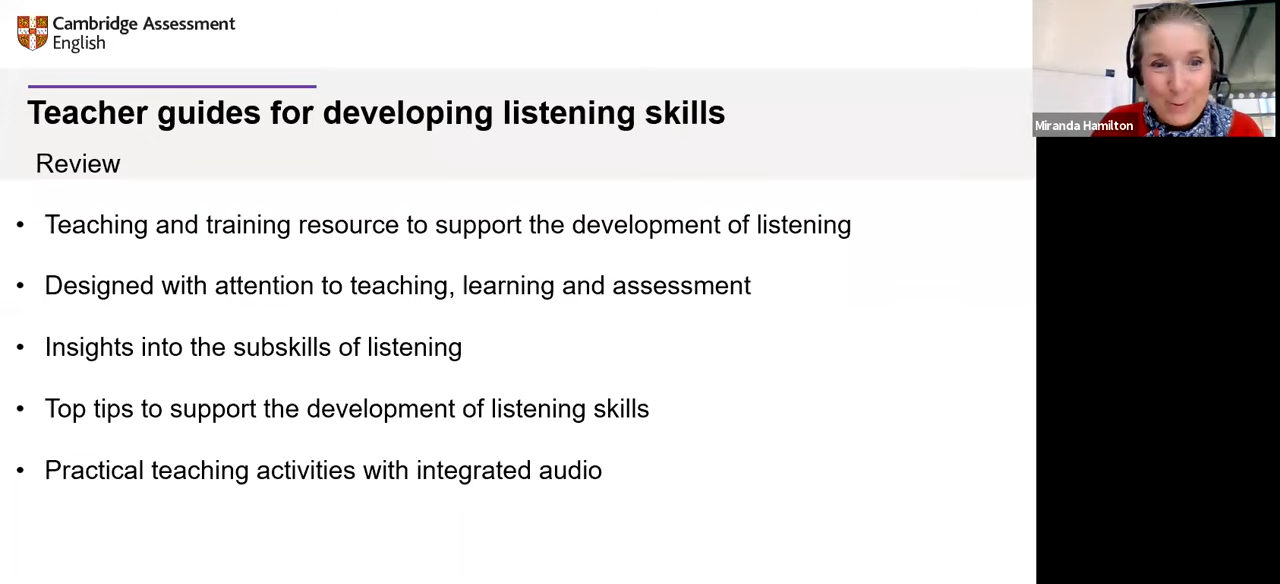 Cambridge Assessment
English
Teacher guides for developing listening skills
Review
• Teaching and training resource to support the development of listening
• Designed with attention to teaching, learning and assessment
• Insights into the subskills of listening
• Top tips to support the development of listening skills
• Practical teaching activities with integrated audio
Miranda Hamilton